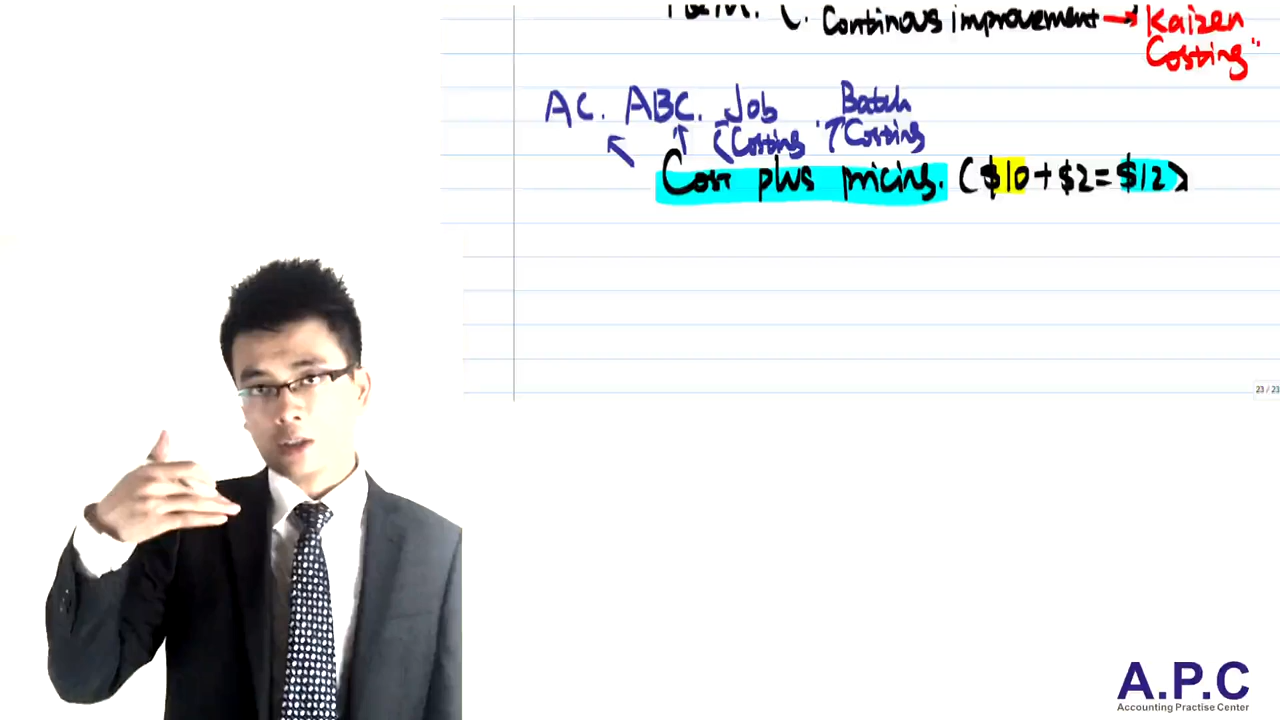 C. Continous improvement → Kaizen
Costing"
AC. ABC. Job Batch
Costing Costing
Cost plus pricing. ($10+$2=$12)
23 / 23
A.P.C
Accounting Practise Center